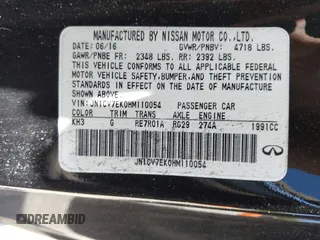 MANUFACTURED BY NISSAN MOTOR CO.,LTD.
DATE: 06/16 GVWR/PNBV: 4718 LBS.
GAWR/PNBE FR: 2348 LBS. RR: 2392 LBS.
THIS VEHICLE CONFORMS TO ALL APPLICABLE FEDERAL
MOTOR VEHICLE SAFETY,BUMPER,AND THEFT PREVENTION
STANDARDS IN EFFECT ON THE DATE OF MANUFACTURE
SHOWN ABOVE.
VIN: JN1CV7EK0HM110054 PASSENGER CAR
COLOR TRIM TRANS AXLE ENGINE
KH3 G RE7R01A RG29 274A 1991CC
JN1CV7EK0HM110054
INFINITI
DREAMBID